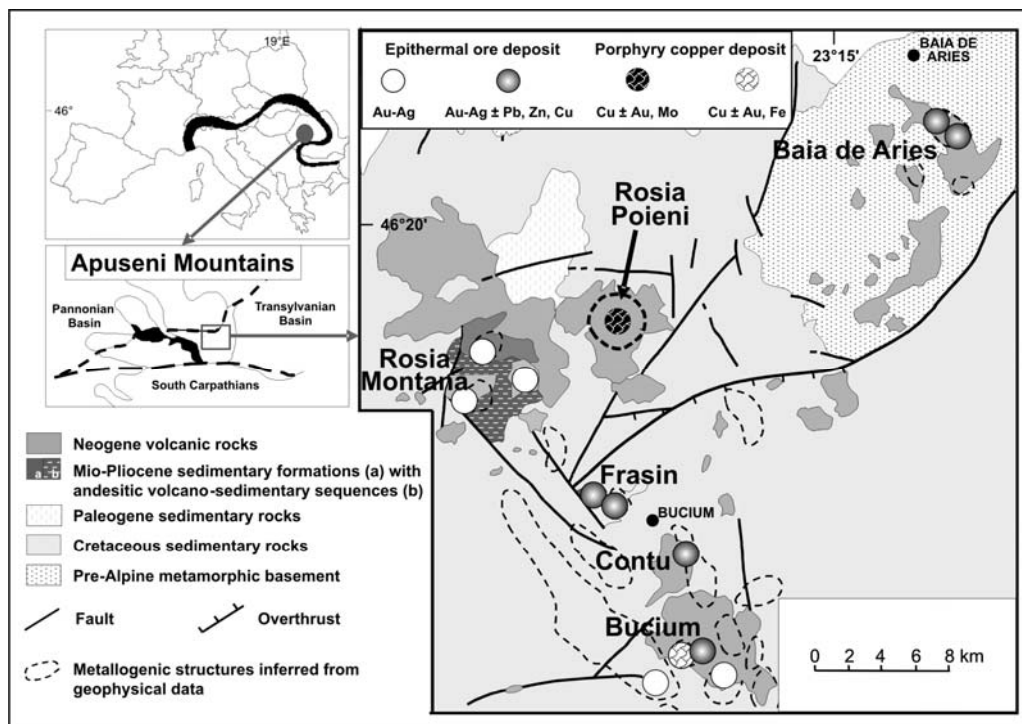 19°E
46°
Apuseni Mountains
Pannonian
Basin
Transylvanian
Basin
South Carpathians
Epithermal ore deposit
Porphyry copper deposit
Au-Ag
Au-Ag ± Pb, Zn, Cu
Cu ± Au, Mo
Cu ± Au, Fe
23°15'
BAIA DE
ARIES
Baia de Aries
Rosia
Poieni
46°20'
Rosia
Montana
Frasin
BUCIUM
Contu
Bucium
0 2 4 6 8 km
Neogene volcanic rocks
a b
Mio-Pliocene sedimentary formations (a) with
andesitic volcano-sedimentary sequences (b)
Paleogene sedimentary rocks
Cretaceous sedimentary rocks
Pre-Alpine metamorphic basement
Fault
Overthrust
Metallogenic structures inferred from
geophysical data